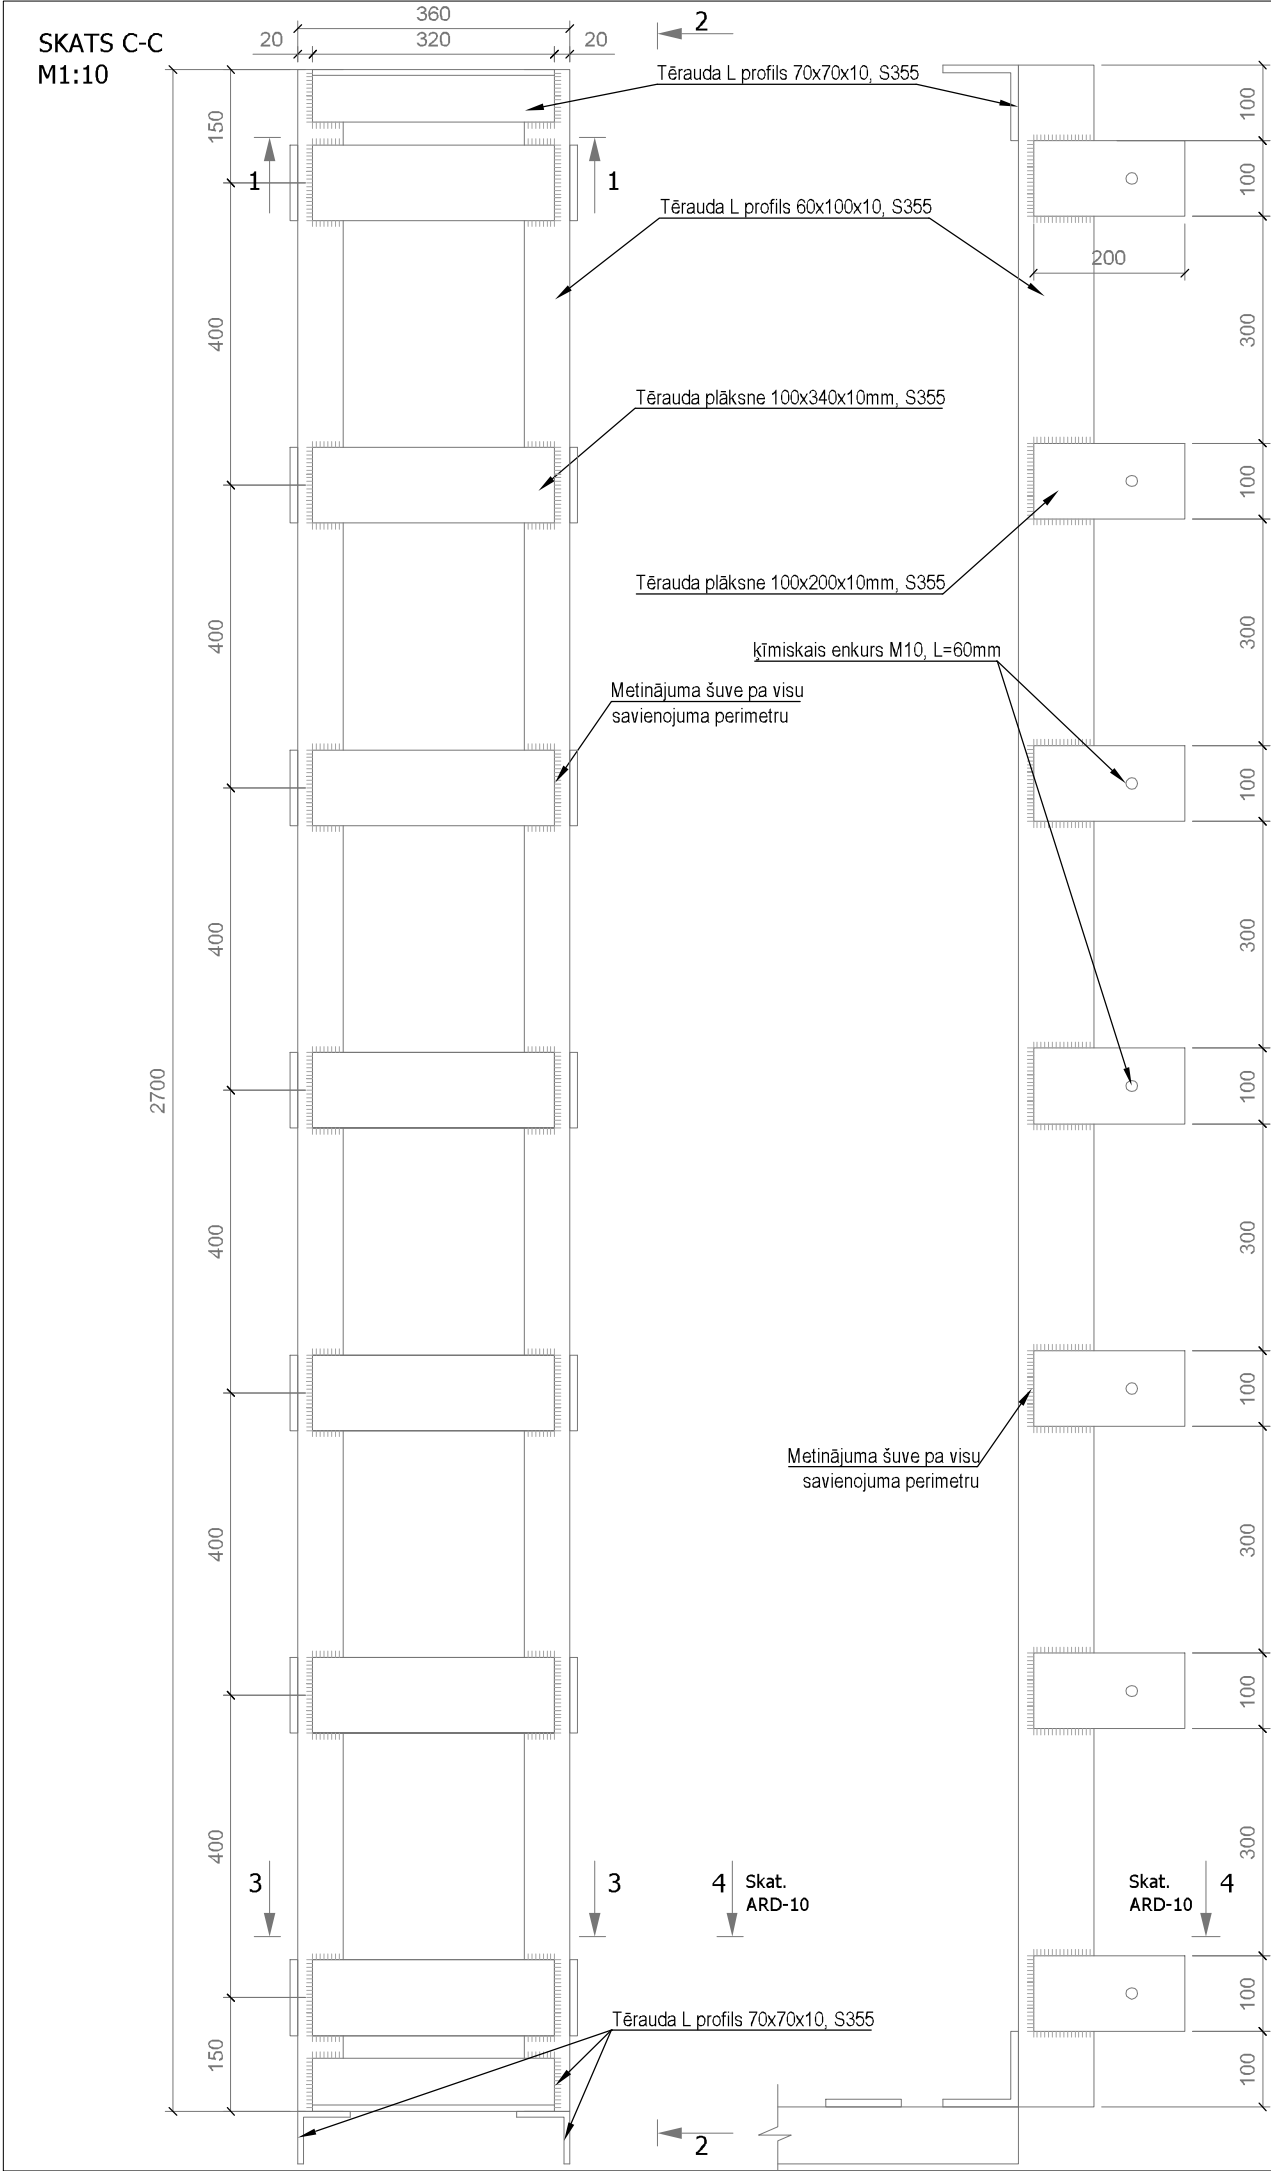 SKATS C-C
M1:10
360
20
320
20
2
Tērauda L profils 70x70x10, S355
150
100
1
1
100
Tērauda L profils 60x100x10, S355
200
400
300
Tērauda plāksne 100x340x10mm, S355
100
Tērauda plāksne 100x200x10mm, S355
400
300
ķīmiskais enkurs M10, L=60mm
Metinājuma šuve pa visu
savienojuma perimetru
100
400
300
2700
100
400
300
100
Metinājuma šuve pa visu
savienojuma perimetru
400
300
100
400
300
3
3
4
Skat.
ARD-10
Skat.
ARD-10
4
100
Tērauda L profils 70x70x10, S355
150
100
2